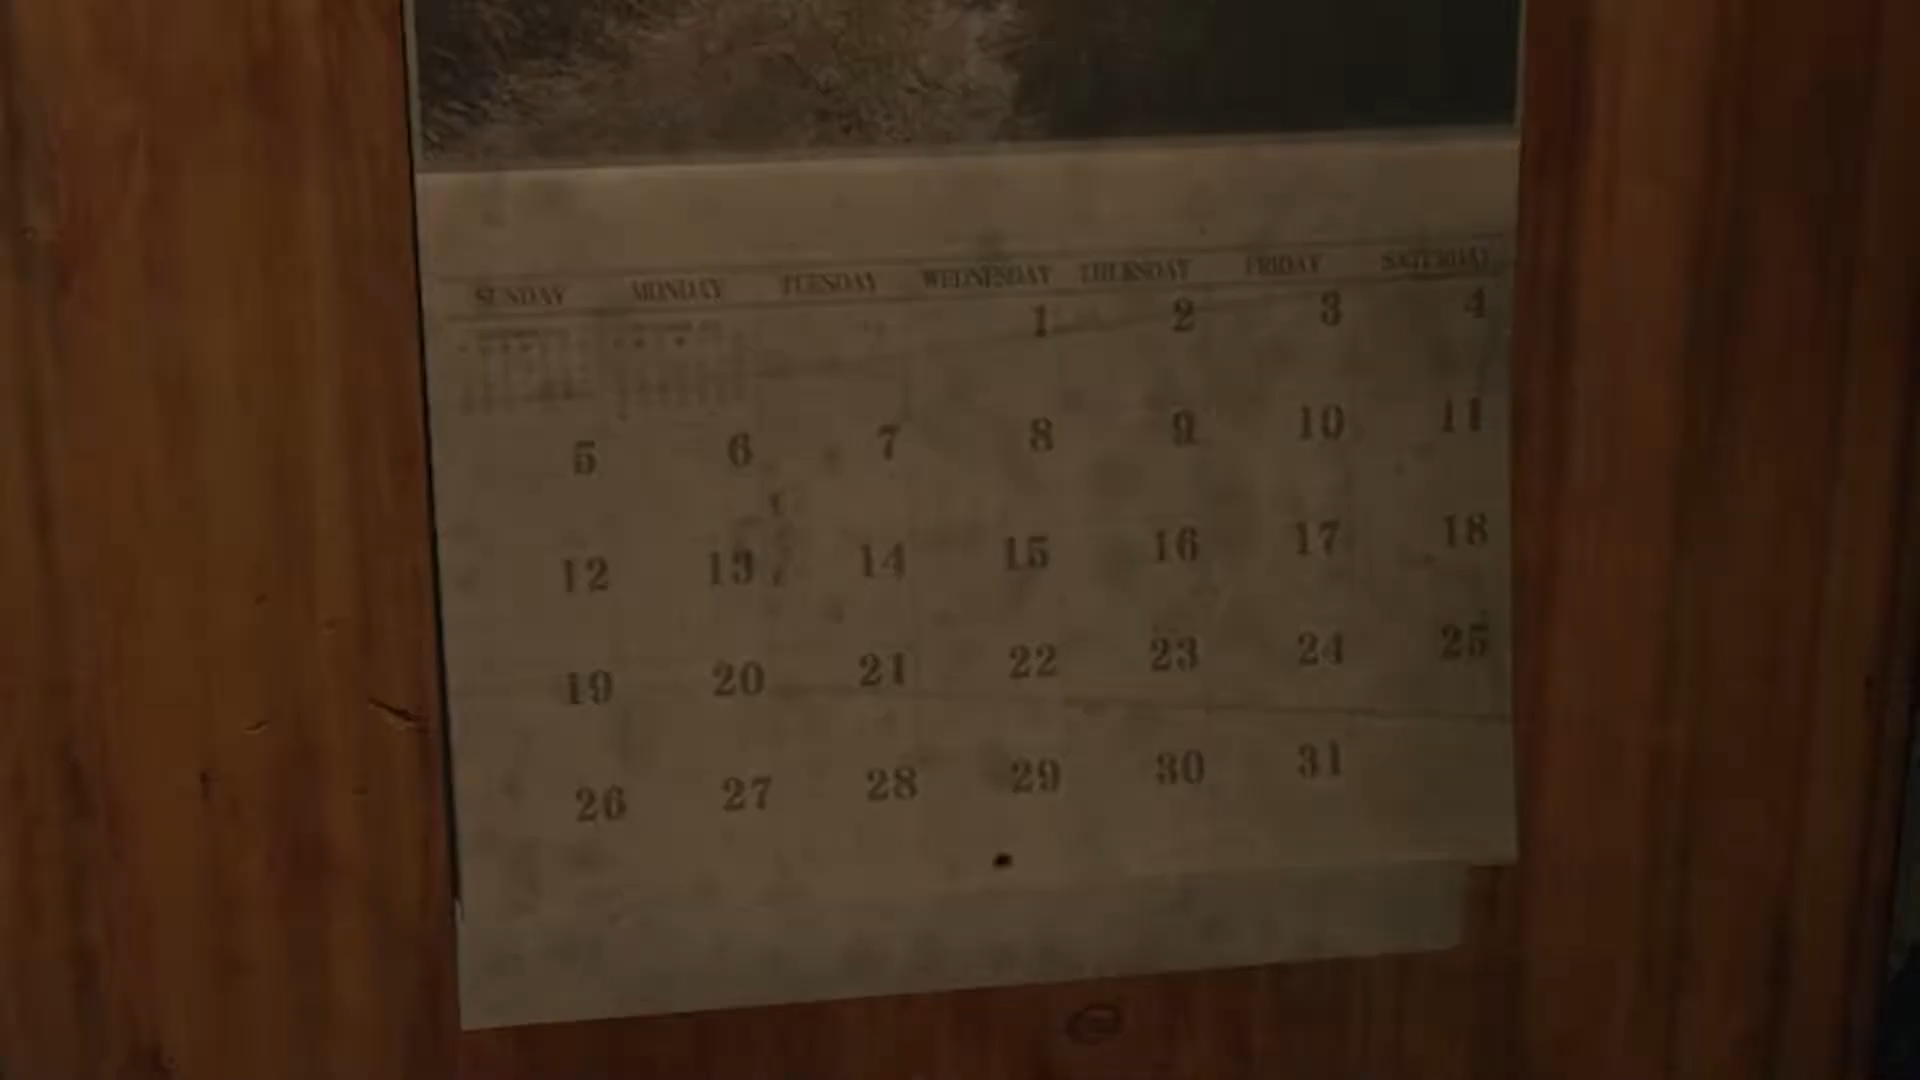 SUNDAY MONDAY TUESDAY WEDNESDAY THURSDAY FRIDAY SATURDAY
1 2 3 4
5 6 7 8 9 10 11
12 13 14 15 16 17 18
19 20 21 22 23 24 25
26 27 28 29 30 31